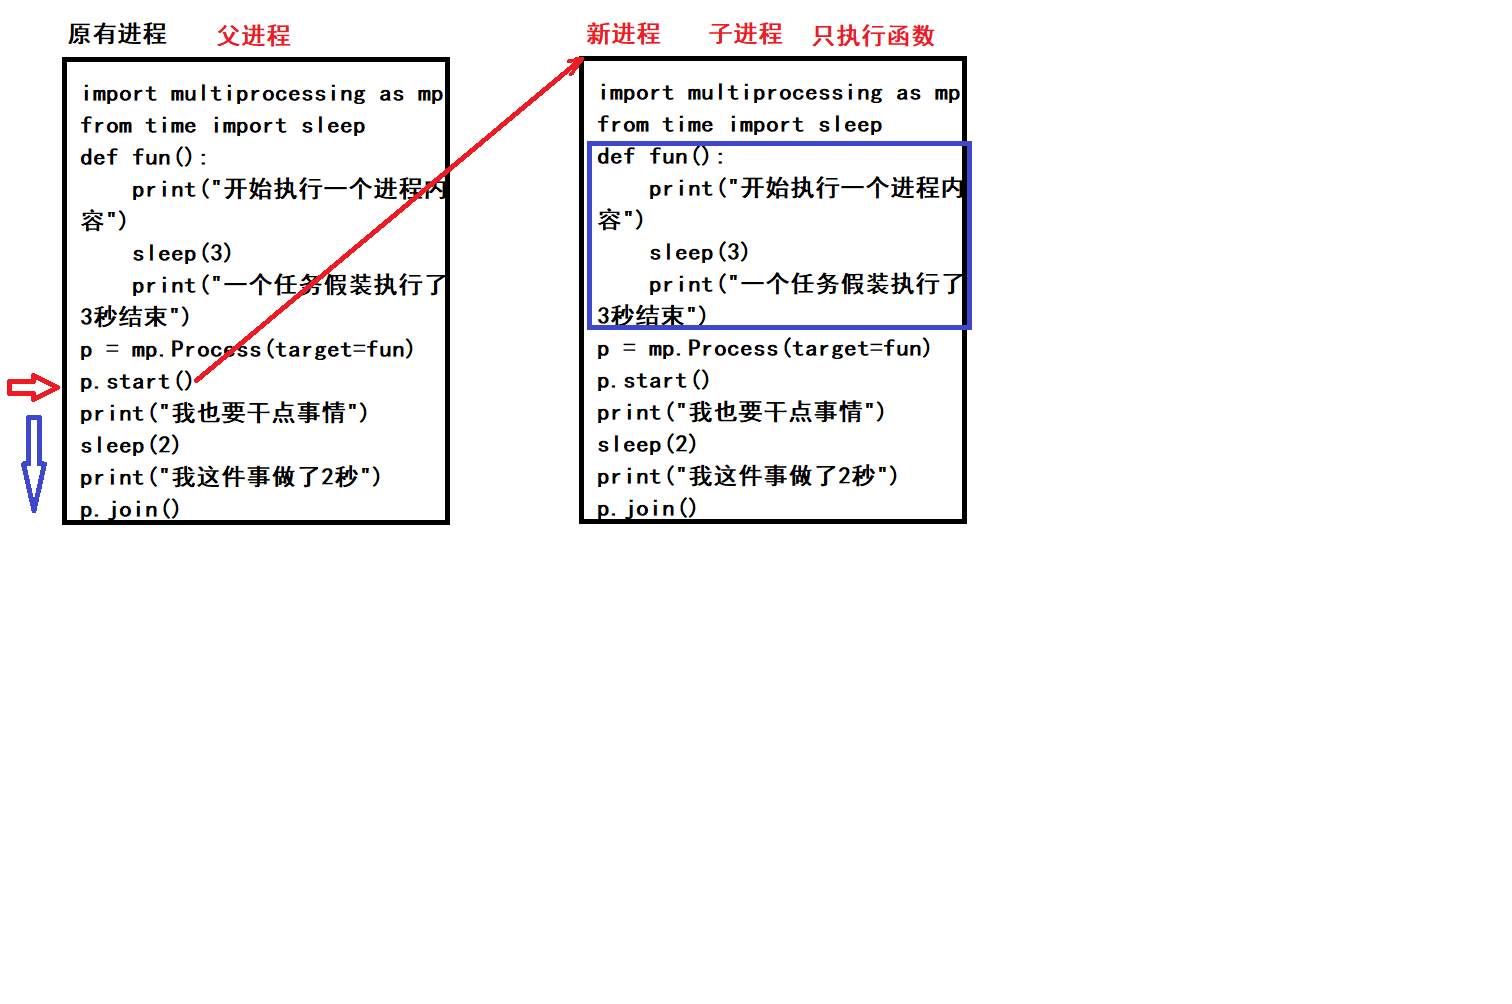 原有进程 父进程
import multiprocessing as mp
from time import sleep
def fun():
    print("开始执行一个进程内
容")
    sleep(3)
    print("一个任务假装执行了
3秒结束")
p = mp.Process(target=fun)
p.start()
print("我也要干点事情")
sleep(2)
print("我这件事做了2秒")
p.join()
新进程 子进程 只执行函数
import multiprocessing as mp
from time import sleep
def fun():
    print("开始执行一个进程内
容")
    sleep(3)
    print("一个任务假装执行了
3秒结束")
p = mp.Process(target=fun)
p.start()
print("我也要干点事情")
sleep(2)
print("我这件事做了2秒")
p.join()